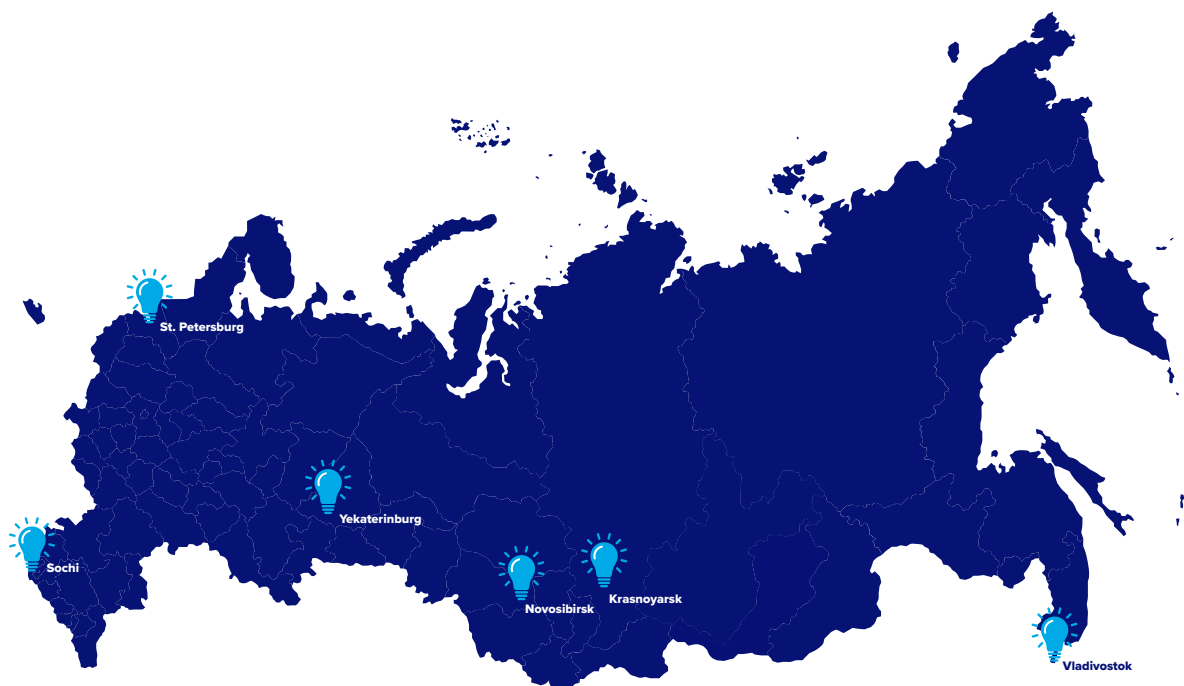 St. Petersburg
Yekaterinburg
Sochi
Krasnoyarsk
Novosibirsk
Vladivostok